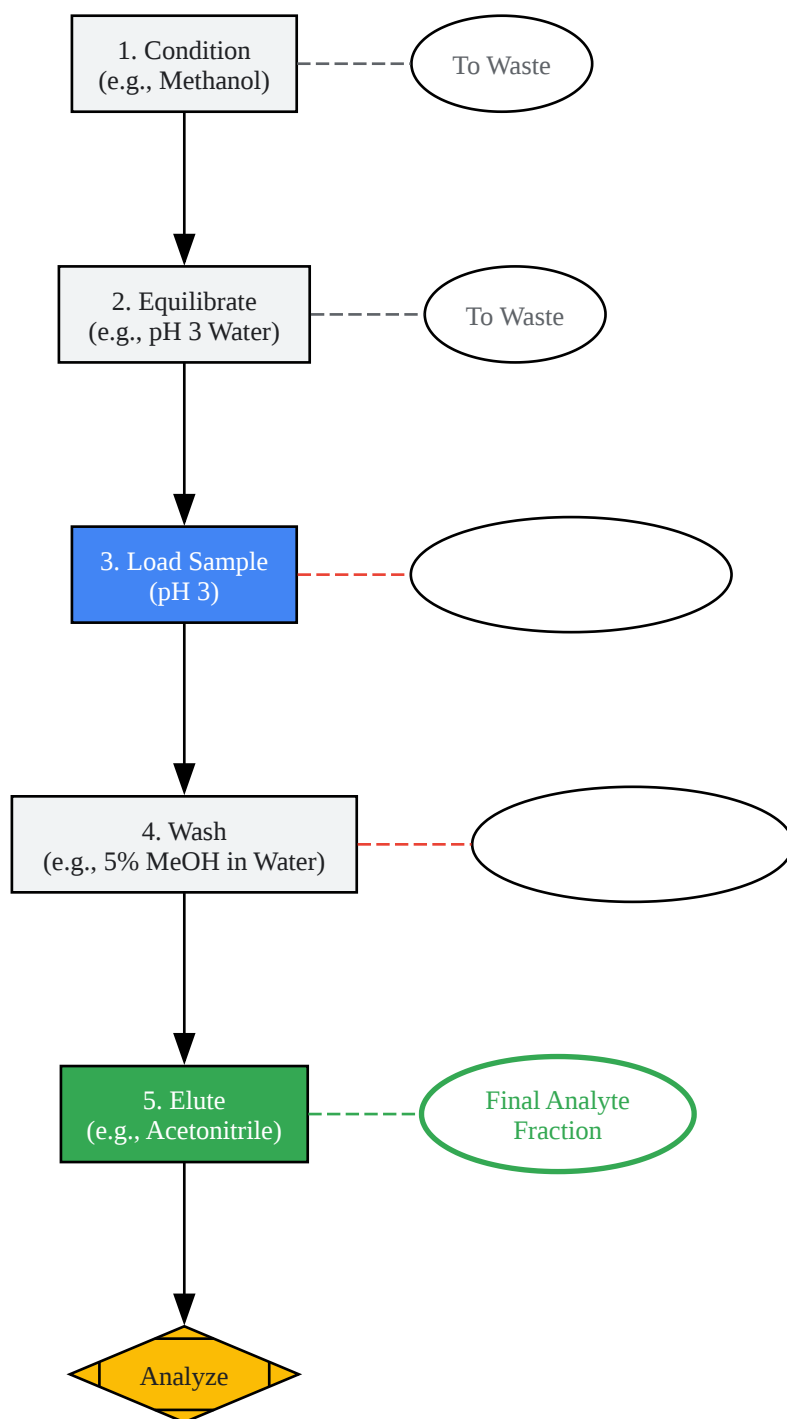 1. Condition
(e.g., Methanol)
To Waste
2. Equilibrate
(e.g., pH 3 Water)
To Waste
3. Load Sample
(pH 3)
4. Wash
(e.g., 5% MeOH in Water)
5. Elute
(e.g., Acetonitrile)
Final Analyte
Fraction
Analyze